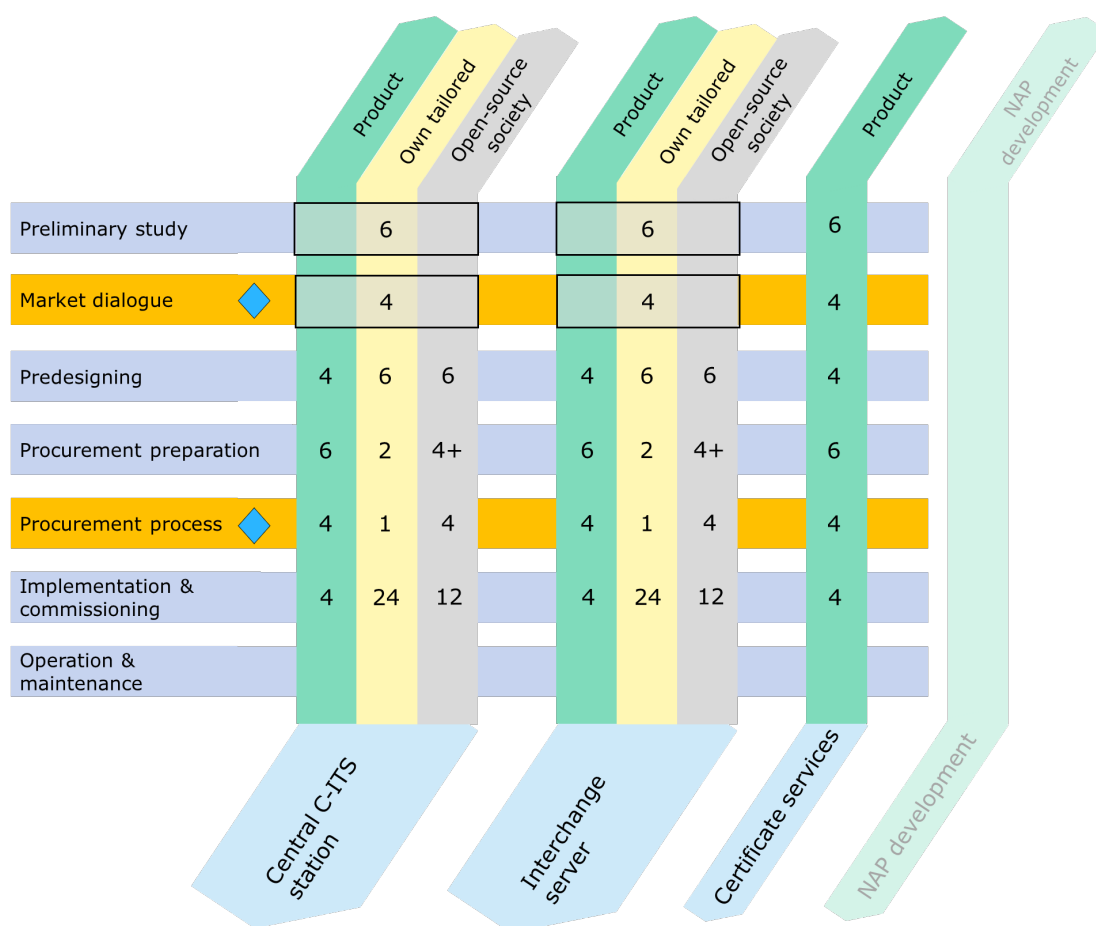 Product
Own tailored
Open-source
society
Product
Own tailored
Open-source
society
Product
NAP
development
Preliminary study 6 6 6
Market dialogue 4 4 4
Predesigning 4 6 6 4 6 6 4
Procurement preparation 6 2 4+ 6 2 4+ 6
Procurement process 4 1 4 4 1 4 4
Implementation &
commissioning 4 24 12 4 24 12 4
Operation &
maintenance
Central C-ITS
station
Interchange
server
Certificate services
NAP development